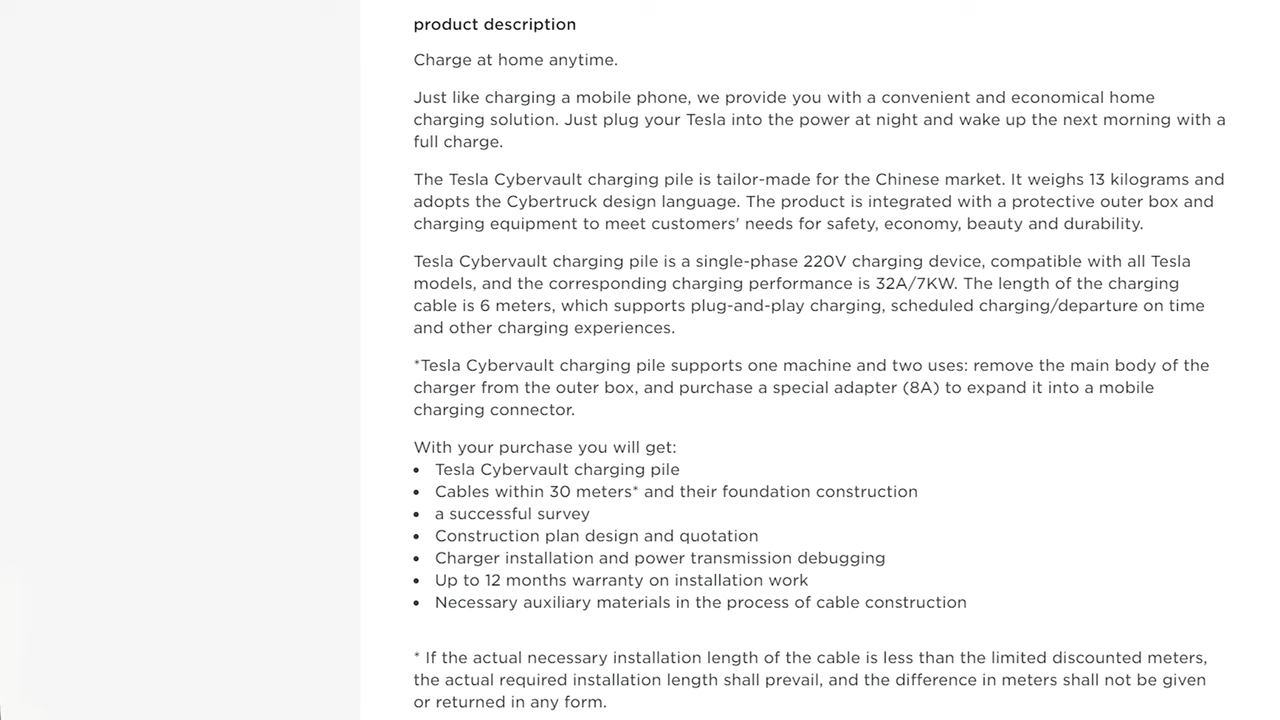 product description
Charge at home anytime.
Just like charging a mobile phone, we provide you with a convenient and economical home
charging solution. Just plug your Tesla into the power at night and wake up the next morning with a
full charge.
The Tesla Cybervault charging pile is tailor-made for the Chinese market. It weighs 13 kilograms and
adopts the Cybertruck design language. The product is integrated with a protective outer box and
charging equipment to meet customers' needs for safety, economy, beauty and durability.
Tesla Cybervault charging pile is a single-phase 220V charging device, compatible with all Tesla
models, and the corresponding charging performance is 32A/7KW. The length of the charging
cable is 6 meters, which supports plug-and-play charging, scheduled charging/departure on time
and other charging experiences.
*Tesla Cybervault charging pile supports one machine and two uses: remove the main body of the
charger from the outer box, and purchase a special adapter (8A) to expand it into a mobile
charging connector.
With your purchase you will get:
• Tesla Cybervault charging pile
• Cables within 30 meters* and their foundation construction
• a successful survey
• Construction plan design and quotation
• Charger installation and power transmission debugging
• Up to 12 months warranty on installation work
• Necessary auxiliary materials in the process of cable construction
* If the actual necessary installation length of the cable is less than the limited discounted meters,
the actual required installation length shall prevail, and the difference in meters shall not be given
or returned in any form.